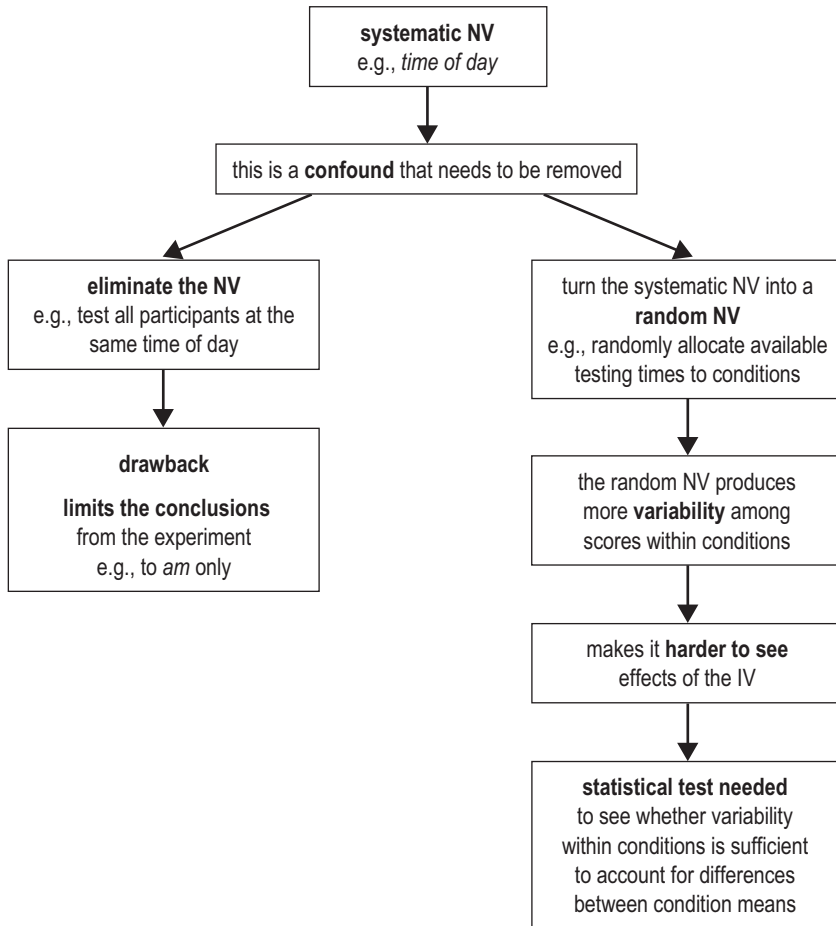 systematic NV
e.g., time of day
this is a confound that needs to be removed
eliminate the NV
e.g., test all participants at the
same time of day
drawback
limits the conclusions
from the experiment
e.g., to am only
turn the systematic NV into a
random NV
e.g., randomly allocate available
testing times to conditions
the random NV produces
more variability among
scores within conditions
makes it harder to see
effects of the IV
statistical test needed
to see whether variability
within conditions is sufficient
to account for differences
between condition means